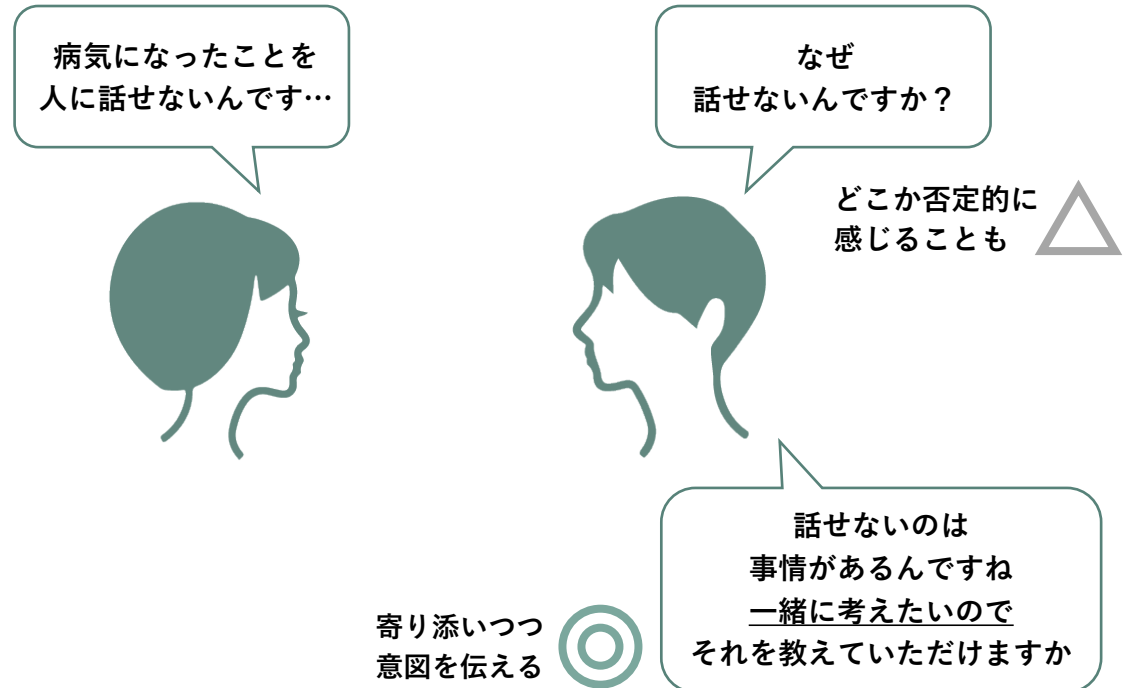 病気になったことを
人に話せないんです…
なぜ
話せないんですか？
どこか否定的に
感じることも
話せないのは
事情があるんですね
一緒に考えたいので
それを教えていただけますか
寄り添いつつ
意図を伝える